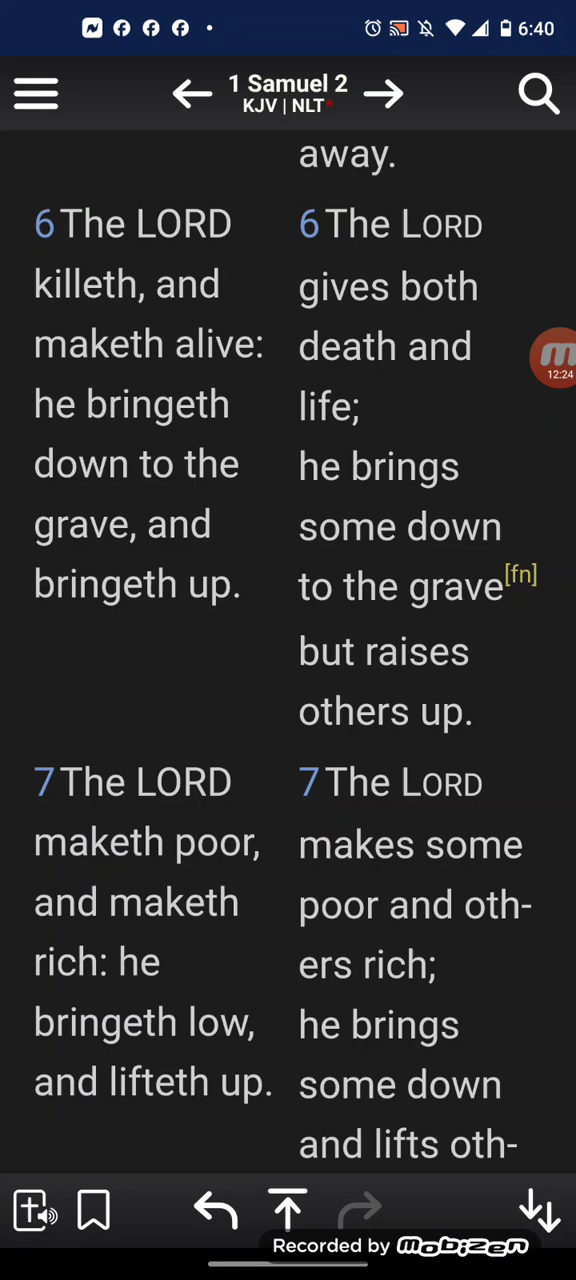 6:40
1 Samuel 2
KJV | NLT*
away.
6 The LORD
killeth, and
maketh alive:
he bringeth
down to the
grave, and
bringeth up.
6 The LORD
gives both
death and
life;
he brings
some down
to the grave[fn]
but raises
others up.
12:24
7 The LORD
maketh poor,
and maketh
rich: he
bringeth low,
and lifteth up.
7 The LORD
makes some
poor and oth-
ers rich;
he brings
some down
and lifts oth-
Recorded by mobizen